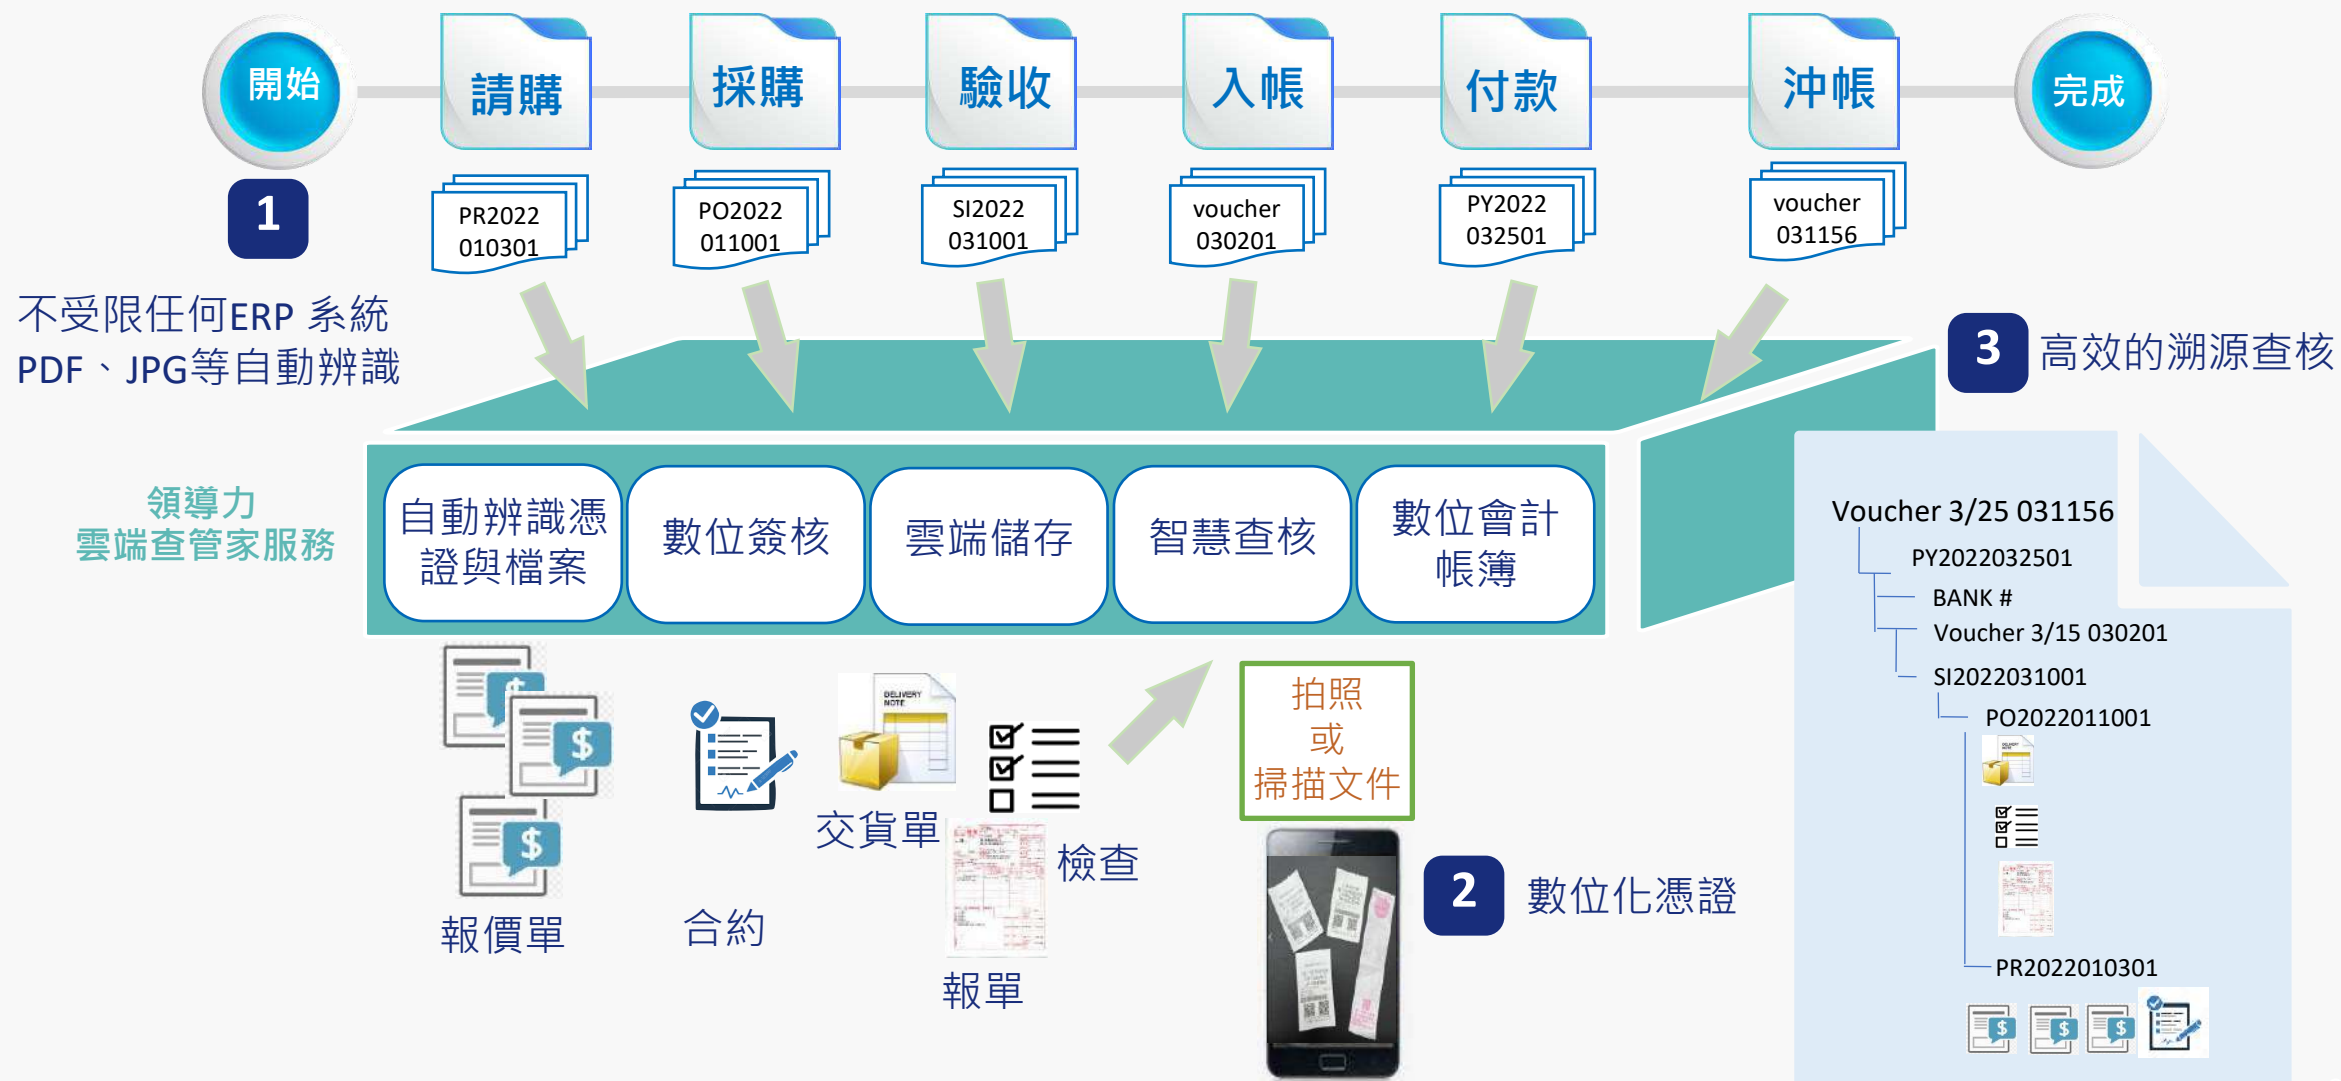 開始
請購
採購
驗收
入帳
付款
沖帳
完成
1
PR2022
010301
PO2022
011001
SI2022
031001
voucher
030201
PY2022
032501
voucher
031156
不受限任何ERP 系統
PDF、JPG等自動辨識
3
高效的溯源查核
領導力
雲端查管家服務
自動辨識憑
證與檔案
數位簽核
雲端儲存
智慧查核
數位會計
帳簿
Voucher 3/25 031156
PY2022032501
BANK #
Voucher 3/15 030201
SI2022031001
PO2022011001
PR2022010301
DELIVERY
NOTE
拍照
或
掃描文件
交貨單
檢查
報價單
合約
報單
2
數位化憑證